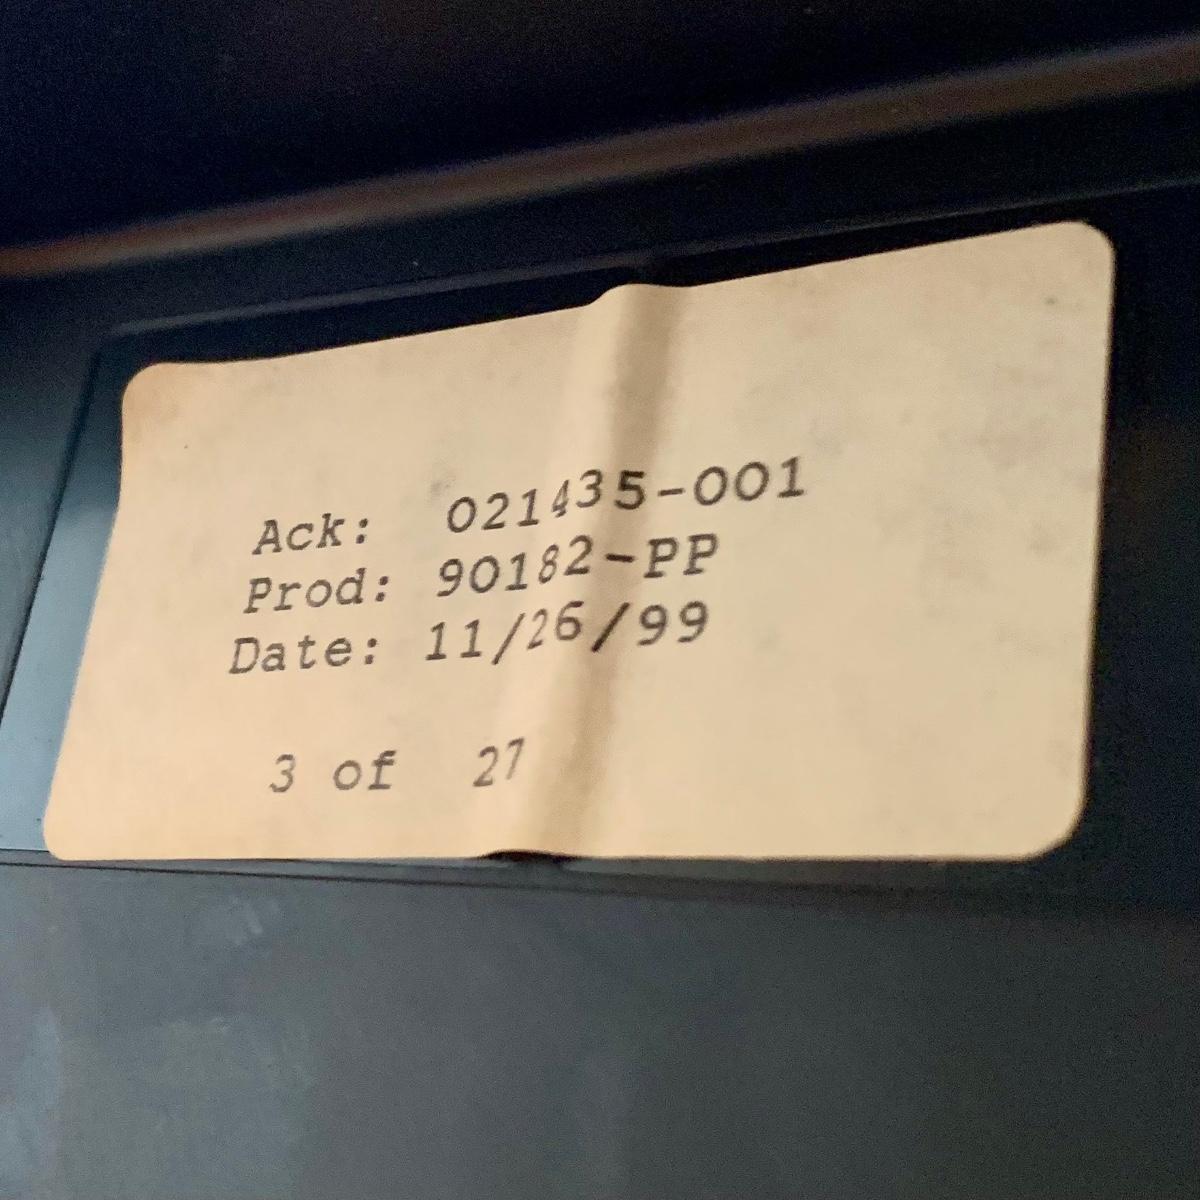 Ack: 021435-001
Prod: 90182-PP
Date: 11/26/99
3 of 27